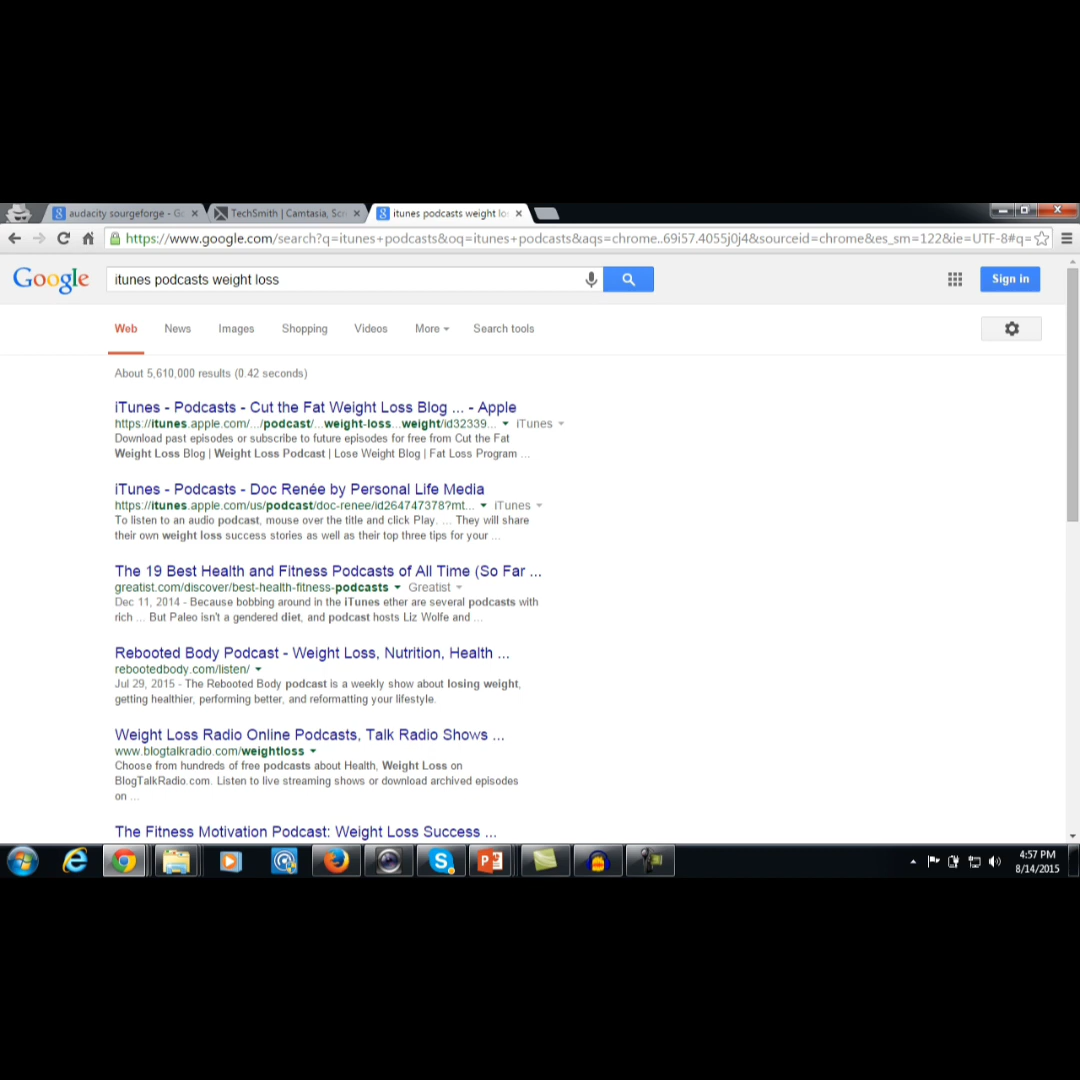 audacity sourgeforge - Go
TechSmith | Camtasia, Scr
itunes podcasts weight los
https://www.google.com/search?q=itunes+podcasts&oq=itunes+podcasts&aqs=chrome..69i57.4055j0j4&sourceid=chrome&es_sm=122&ie=UTF-8#q=
Google
itunes podcasts weight loss
Sign in
Web News Images Shopping Videos More Search tools
About 5,610,000 results (0.42 seconds)
iTunes - Podcasts - Cut the Fat Weight Loss Blog ... - Apple
https://itunes.apple.com/.../podcast/...weight-loss...weight/id32339... iTunes
Download past episodes or subscribe to future episodes for free from Cut the Fat
Weight Loss Blog | Weight Loss Podcast | Lose Weight Blog | Fat Loss Program ...
iTunes - Podcasts - Doc Renée by Personal Life Media
https://itunes.apple.com/us/podcast/doc-renee/id264747378?mt... iTunes
To listen to an audio podcast, mouse over the title and click Play. ... They will share
their own weight loss success stories as well as their top three tips for your ...
The 19 Best Health and Fitness Podcasts of All Time (So Far ...
greatist.com/discover/best-health-fitness-podcasts Greatist
Dec 11, 2014 - Because bobbing around in the iTunes ether are several podcasts with
rich ... But Paleo isn't a gendered diet, and podcast hosts Liz Wolfe and ...
Rebooted Body Podcast - Weight Loss, Nutrition, Health ...
rebootedbody.com/listen/
Jul 29, 2015 - The Rebooted Body podcast is a weekly show about losing weight,
getting healthier, performing better, and reformatting your lifestyle.
Weight Loss Radio Online Podcasts, Talk Radio Shows ...
www.blogtalkradio.com/weightloss
Choose from hundreds of free podcasts about Health, Weight Loss on
BlogTalkRadio.com. Listen to live streaming shows or download archived episodes
on ...
The Fitness Motivation Podcast: Weight Loss Success ...
4:57 PM
8/14/2015